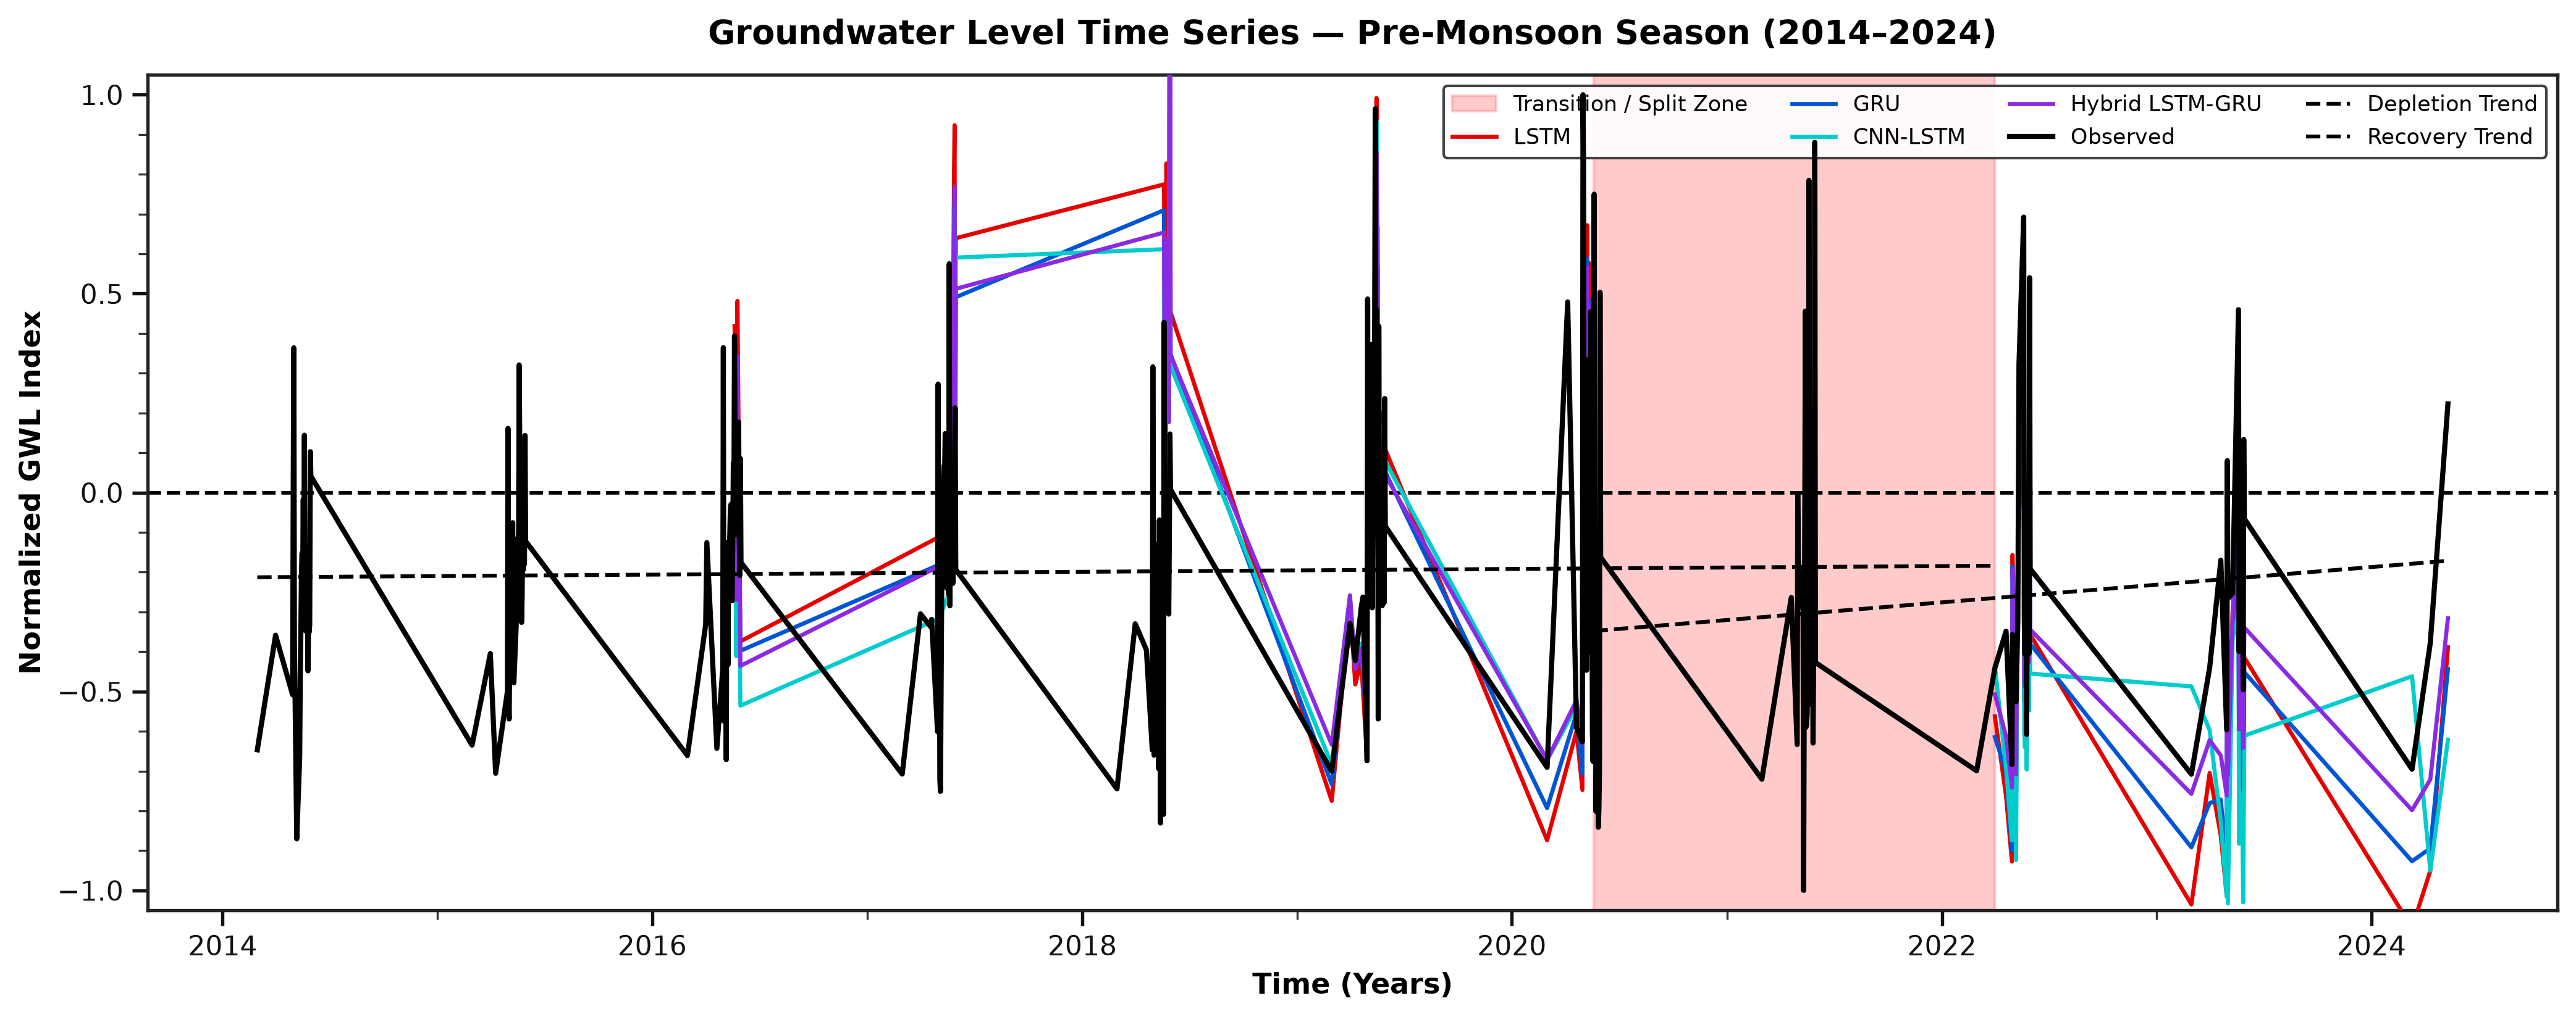 Groundwater Level Time Series — Pre-Monsoon Season (2014–2024)
Normalized GWL Index
1.0
0.5
0.0
−0.5
−1.0
Transition / Split Zone
LSTM
GRU
CNN-LSTM
Hybrid LSTM-GRU
Observed
Depletion Trend
Recovery Trend
2014 2016 2018 2020 2022 2024
Time (Years)